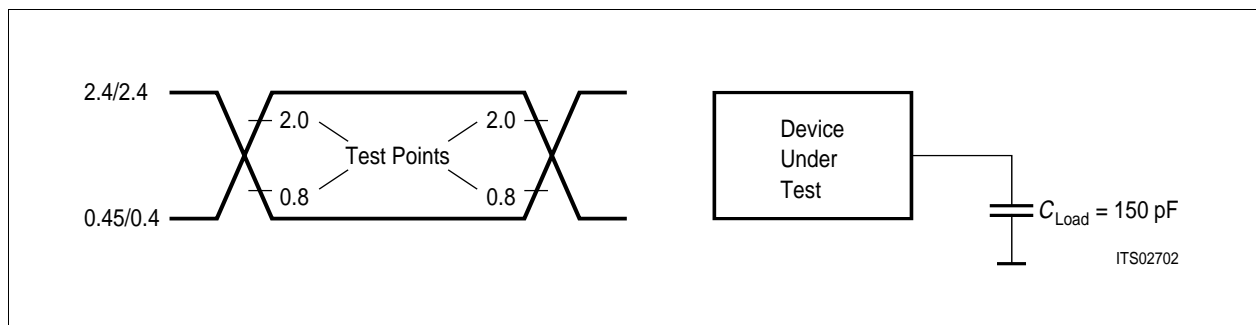 2.4/2.4
2.0
2.0
Test Points
0.8
0.8
0.45/0.4
Device
Under
Test
C Load = 150 pF
ITS02702